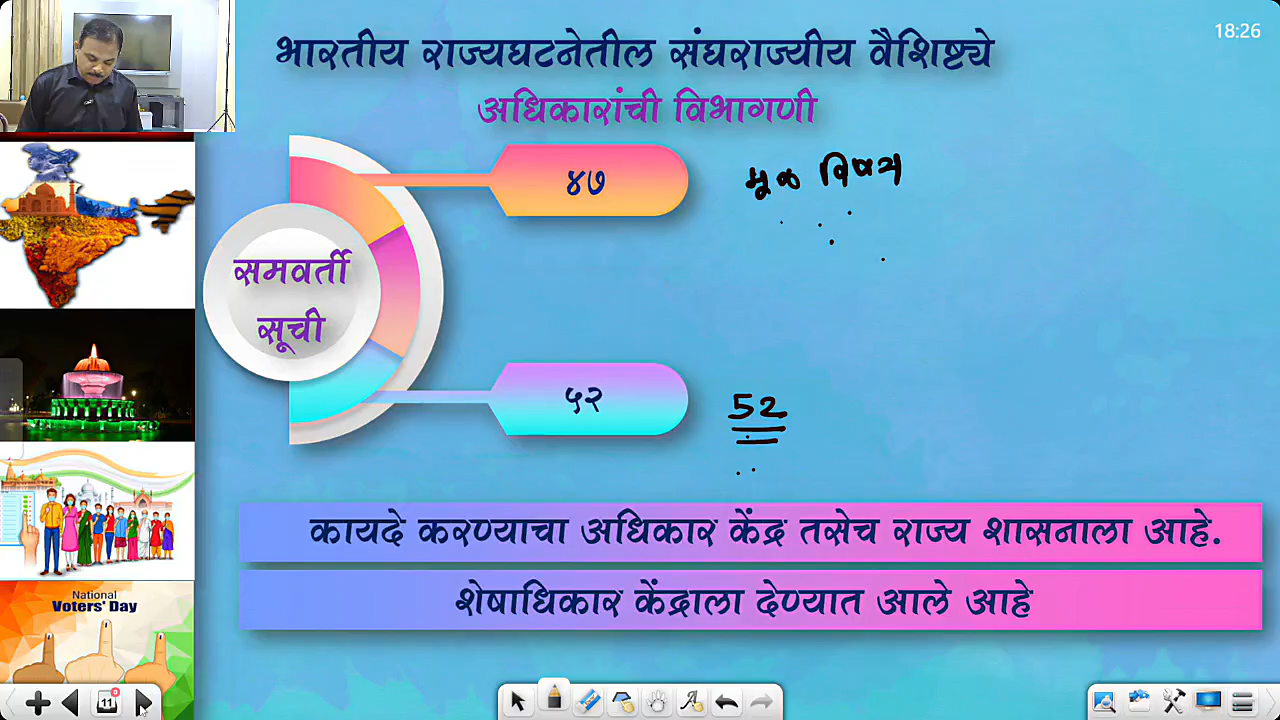 18:26
भारतीय राज्यघटनेतील संघराज्यीय वैशिष्ट्ये
अधिकारांची विभागणी
४७
मूळ विषय
समवर्ती
सूची
५२
52
कायदे करण्याचा अधिकार केंद्र तसेच राज्य शासनाला आहे.
शेषाधिकार केंद्राला देण्यात आले आहे
National
Voters' Day
11